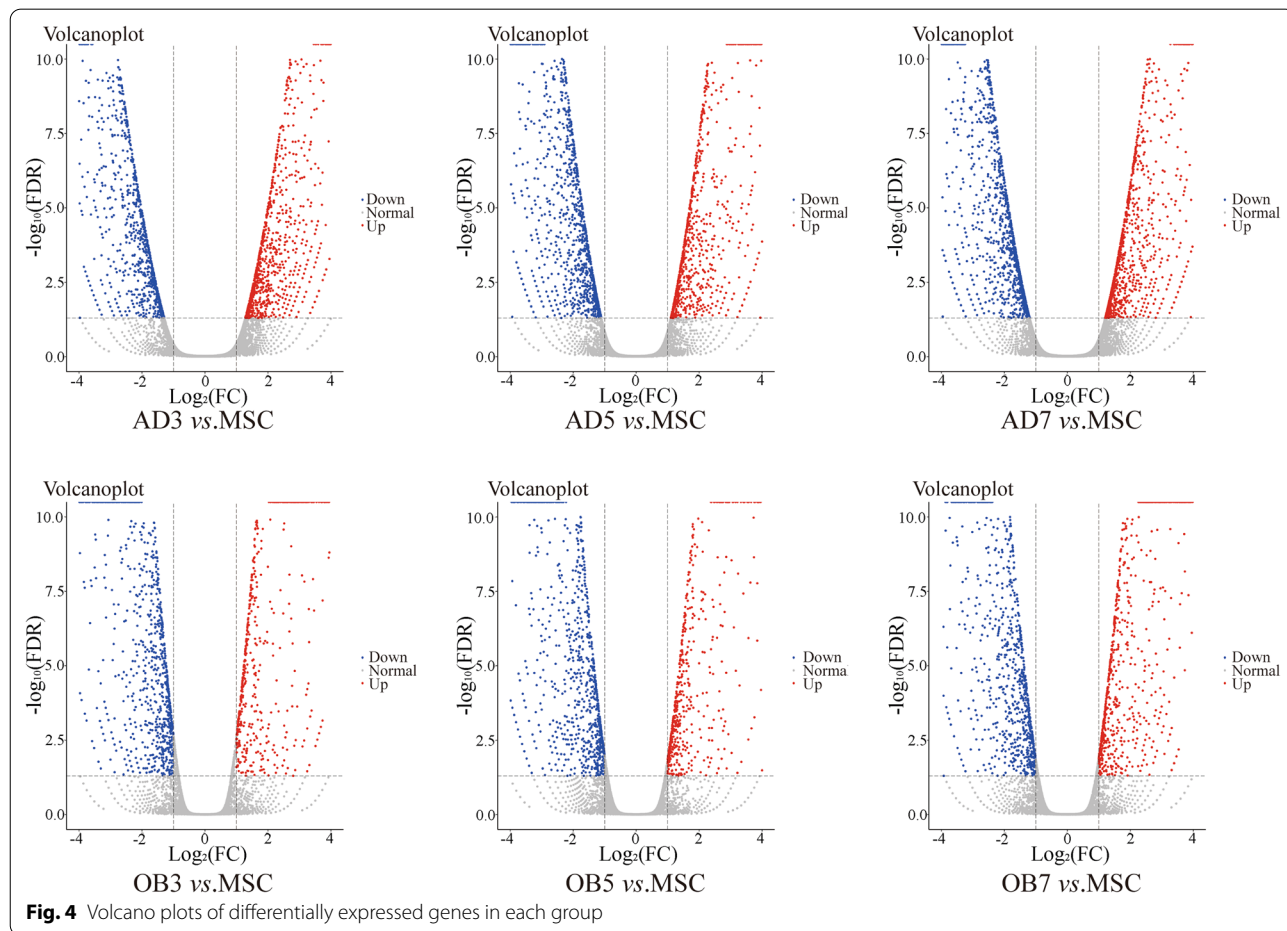 Volcanoplot
10.0
7.5
5.0
2.5
0.0
-log₁₀(FDR)
Down
Normal
Up
-4 -2 0 2 4
Log₂(FC)
AD3 vs.MSC
Volcanoplot
10.0
7.5
5.0
2.5
0.0
-log₁₀(FDR)
Down
Normal
Up
-4 -2 0 2 4
Log₂(FC)
AD5 vs.MSC
Volcanoplot
10.0
7.5
5.0
2.5
0.0
-log₁₀(FDR)
Down
Normal
Up
-4 -2 0 2 4
Log₂(FC)
AD7 vs.MSC
Volcanoplot
10.0
7.5
5.0
2.5
0.0
-log₁₀(FDR)
Down
Normal
Up
-4 -2 0 2 4
Log₂(FC)
OB3 vs.MSC
Volcanoplot
10.0
7.5
5.0
2.5
0.0
-log₁₀(FDR)
Down
Norma
Up
-4 -2 0 2 4
Log₂(FC)
OB5 vs.MSC
Volcanoplot
10.0
7.5
5.0
2.5
0.0
-log₁₀(FDR)
Down
Normal
Up
-4 -2 0 2 4
Log₂(FC)
OB7 vs.MSC
Fig. 4 Volcano plots of differentially expressed genes in each group